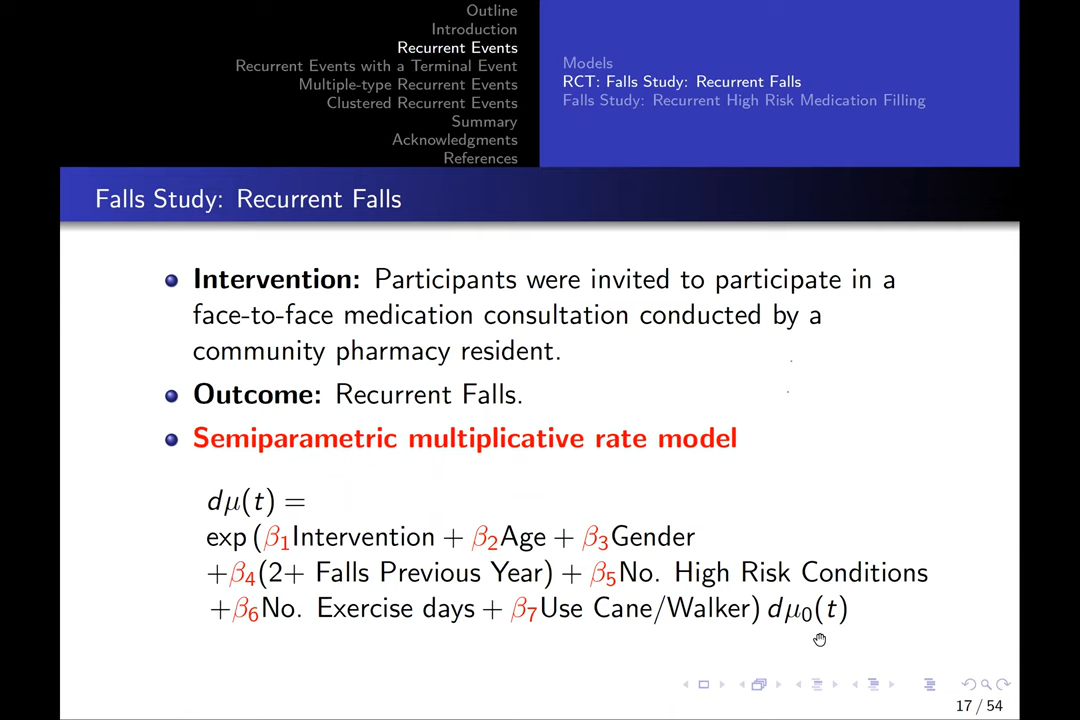 Outline
Introduction
Recurrent Events
Recurrent Events with a Terminal Event
Multiple-type Recurrent Events
Clustered Recurrent Events
Summary
Acknowledgments
References
Models
RCT: Falls Study: Recurrent Falls
Falls Study: Recurrent High Risk Medication Filling
Falls Study: Recurrent Falls
Intervention: Participants were invited to participate in a
face-to-face medication consultation conducted by a
community pharmacy resident.
Outcome: Recurrent Falls.
Semiparametric multiplicative rate model
dμ(t) =
exp (β₁Intervention + β₂Age + β₃Gender
+β₄(2+ Falls Previous Year) + β₅No. High Risk Conditions
+β₆No. Exercise days + β₇Use Cane/Walker) dμ₀(t)
17 / 54